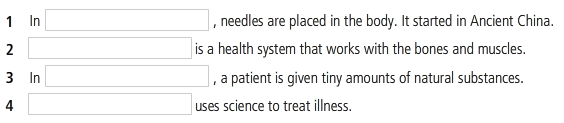 1 In , needles are placed in the body. It started in Ancient China.
2 is a health system that works with the bones and muscles.
3 In , a patient is given tiny amounts of natural substances.
4 uses science to treat illness.